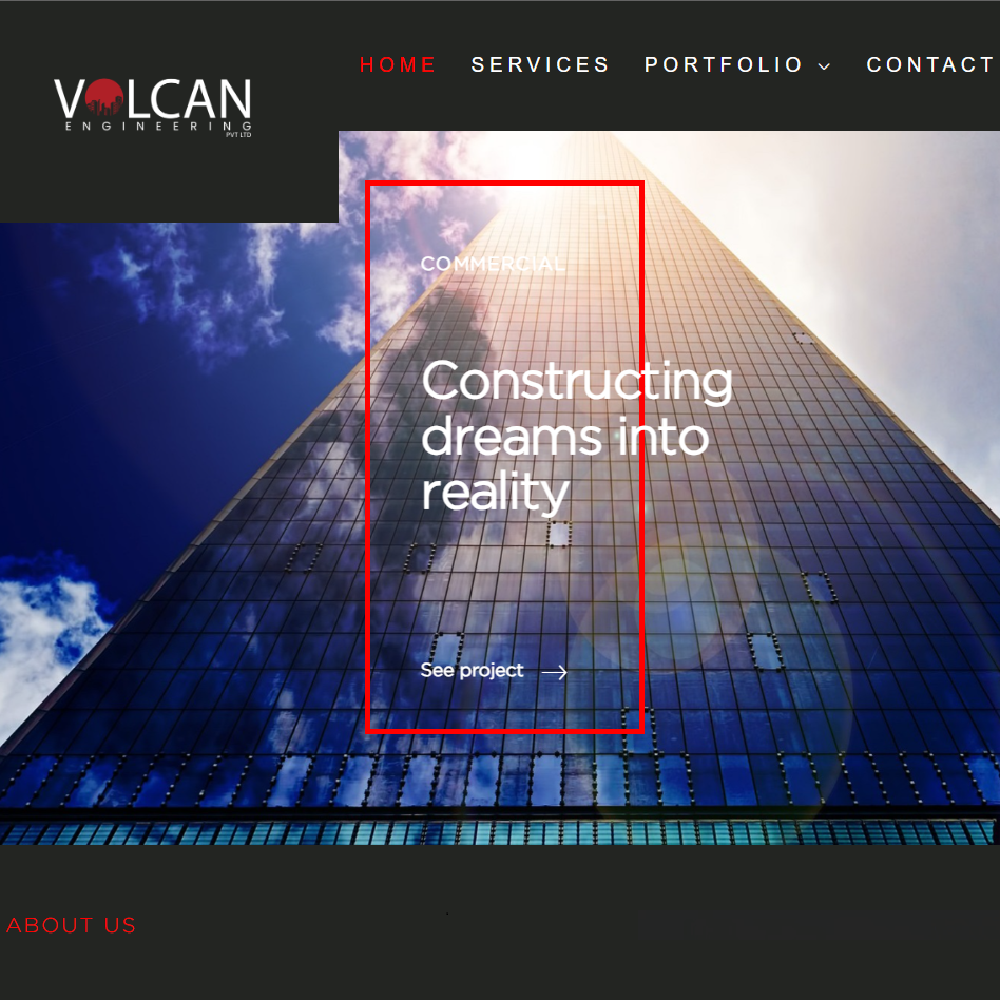 HOME SERVICES PORTFOLIO CONTACT
VOLCAN
ENGINEERING
PVT LTD
COMMERCIAL
Constructing
dreams into
reality
See project
ABOUT US